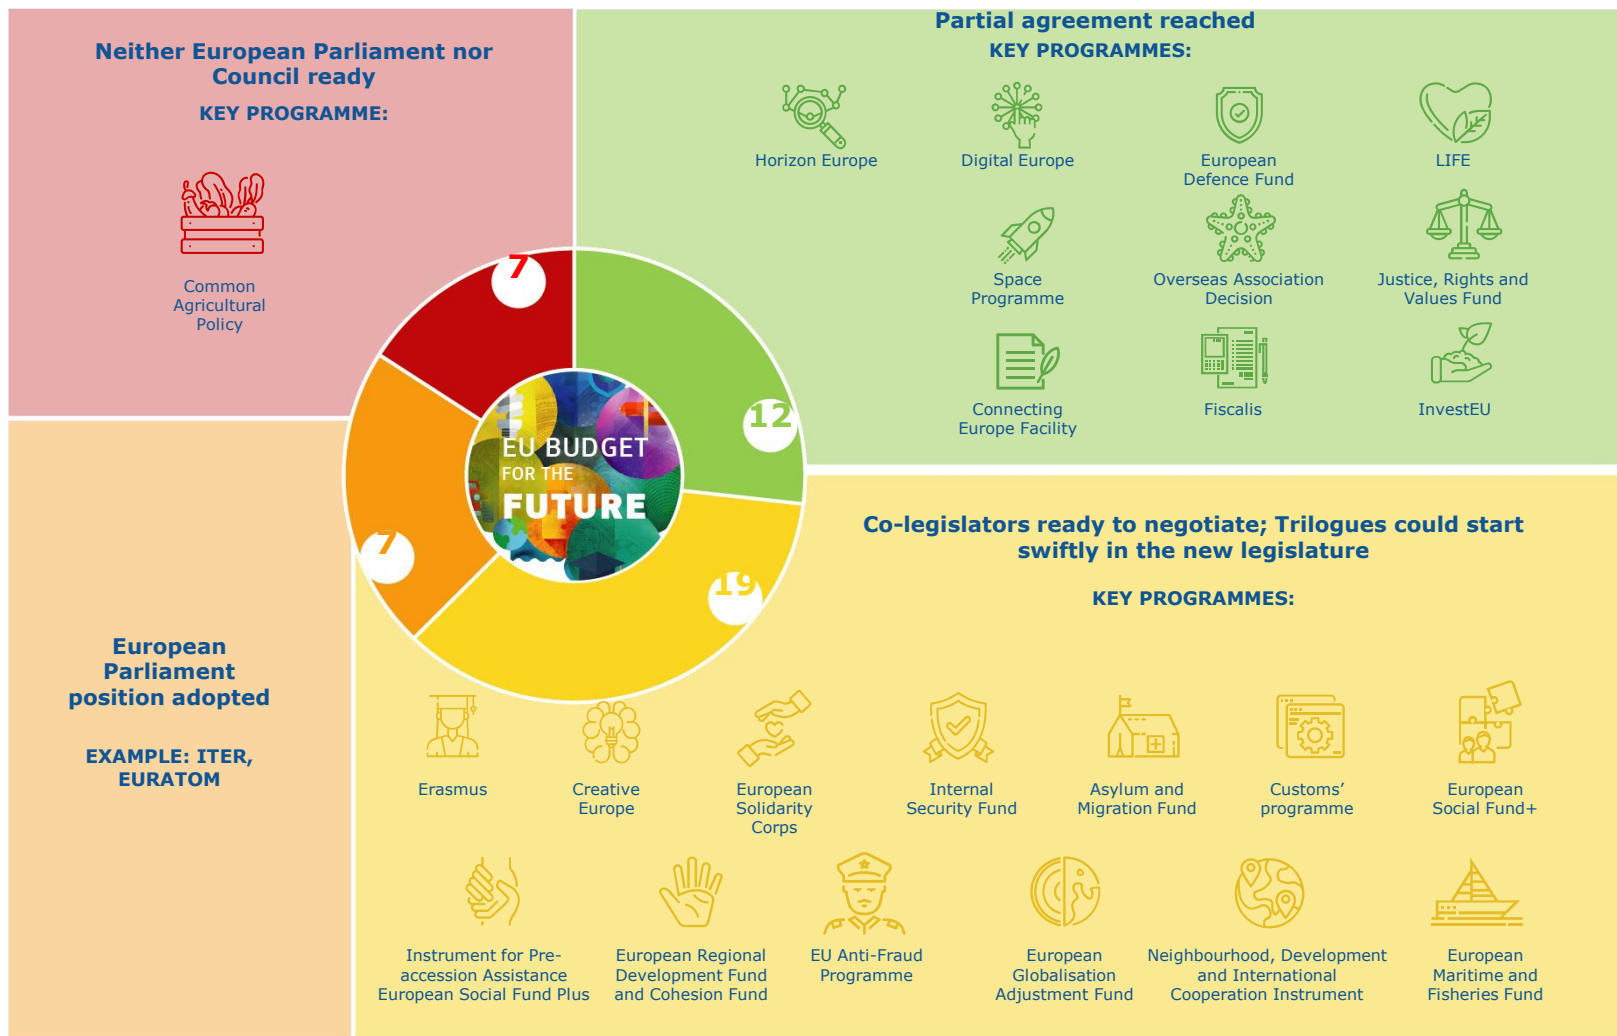 Neither European Parliament nor
Council ready
KEY PROGRAMME:
Common
Agricultural
Policy
Partial agreement reached
KEY PROGRAMMES:
Horizon Europe
Digital Europe
European
Defence Fund
LIFE
Space
Programme
Overseas Association
Decision
Justice, Rights and
Values Fund
Connecting
Europe Facility
Fiscalis
InvestEU
7
12
7
19
EU BUDGET
FOR THE
FUTURE
European
Parliament
position adopted
EXAMPLE: ITER,
EURATOM
Co-legislators ready to negotiate; Trilogues could start
swiftly in the new legislature
KEY PROGRAMMES:
Erasmus
Creative
Europe
European
Solidarity
Corps
Internal
Security Fund
Asylum and
Migration Fund
Customs’
programme
European
Social Fund+
Instrument for Pre-
accession Assistance
European Social Fund Plus
European Regional
Development Fund
and Cohesion Fund
EU Anti-Fraud
Programme
European
Globalisation
Adjustment Fund
Neighbourhood, Development
and International
Cooperation Instrument
European
Maritime and
Fisheries Fund